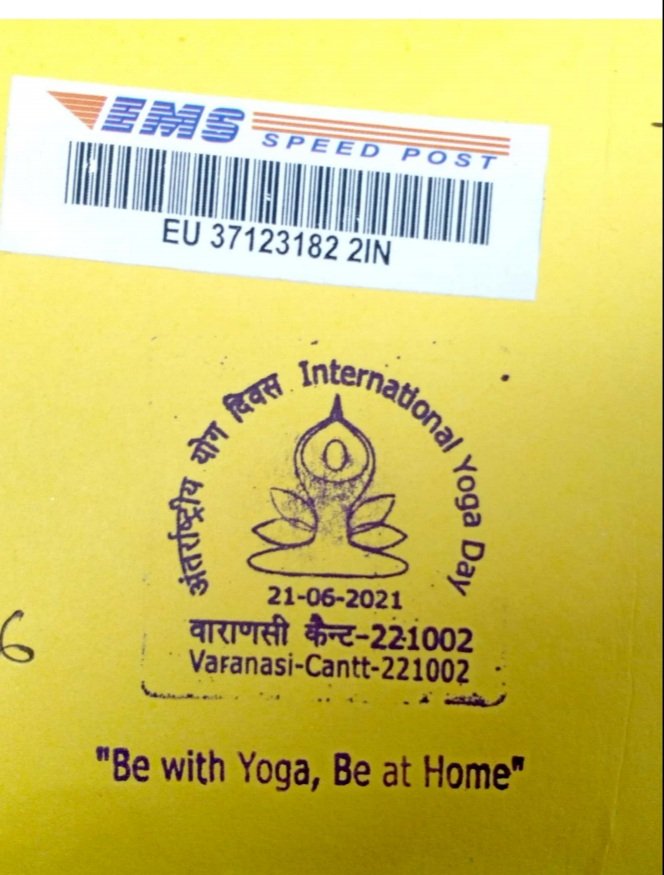 EMS
SPEED POST
EU 37123182 2IN
अंतर्राष्ट्रीय योग दिवस International Yoga Day
21-06-2021
वाराणसी कैन्ट-221002
Varanasi-Cantt-221002
6
"Be with Yoga, Be at Home"